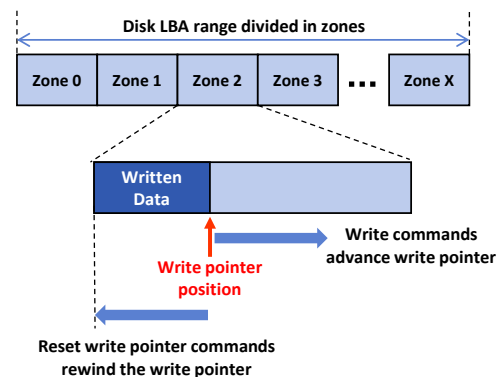 Disk LBA range divided in zones
Zone 0 Zone 1 Zone 2 Zone 3 ... Zone X
Written
Data
Write commands
advance write pointer
Write pointer
position
Reset write pointer commands
rewind the write pointer